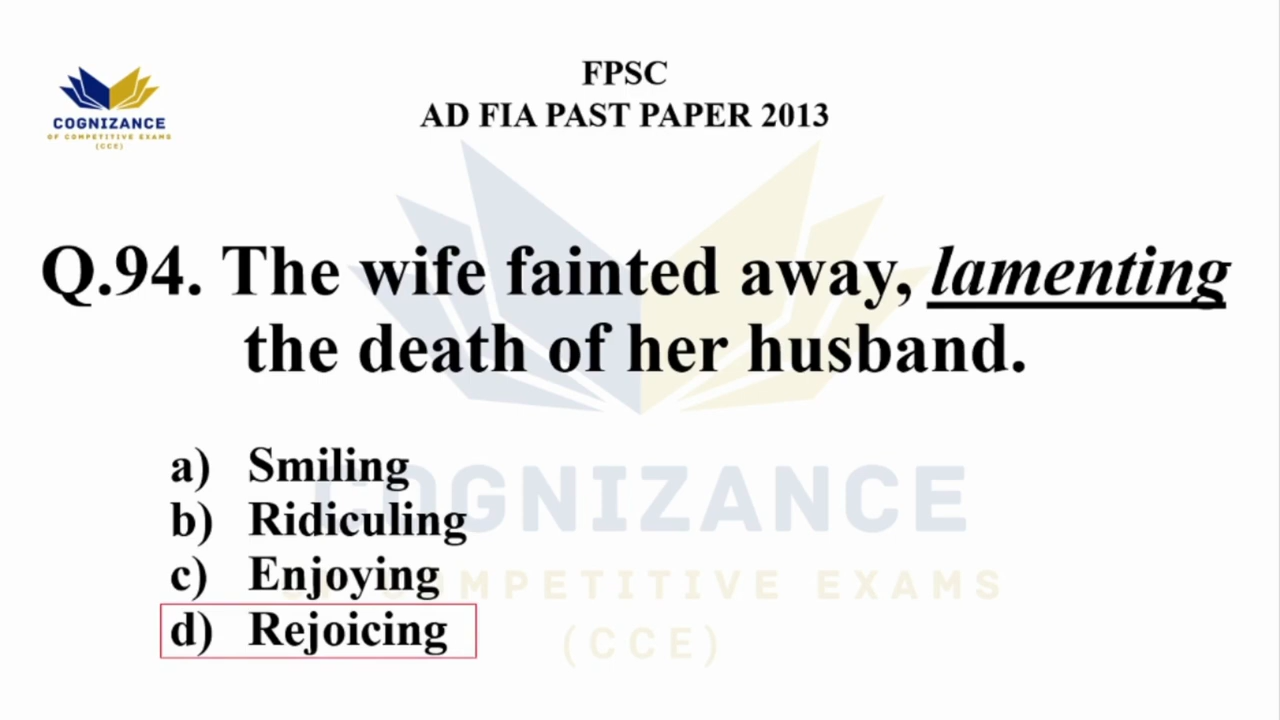 COGNIZANCE
OF COMPETITIVE EXAMS
(CCE)
FPSC
AD FIA PAST PAPER 2013
Q.94. The wife fainted away, lamenting
the death of her husband.
a) Smiling
b) Ridiculing
c) Enjoying
d) Rejoicing
COGNIZANCE
OF COMPETITIVE EXAMS
(CCE)